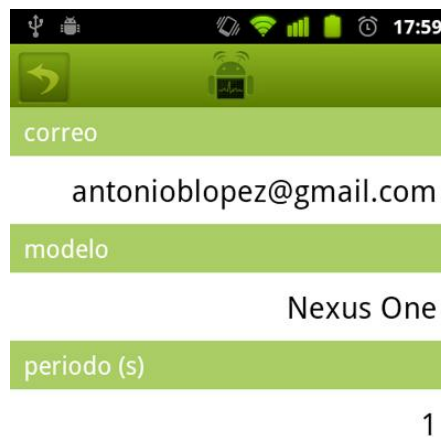 17:59
correo
antonioblopez@gmail.com
modelo
Nexus One
periodo (s)
1